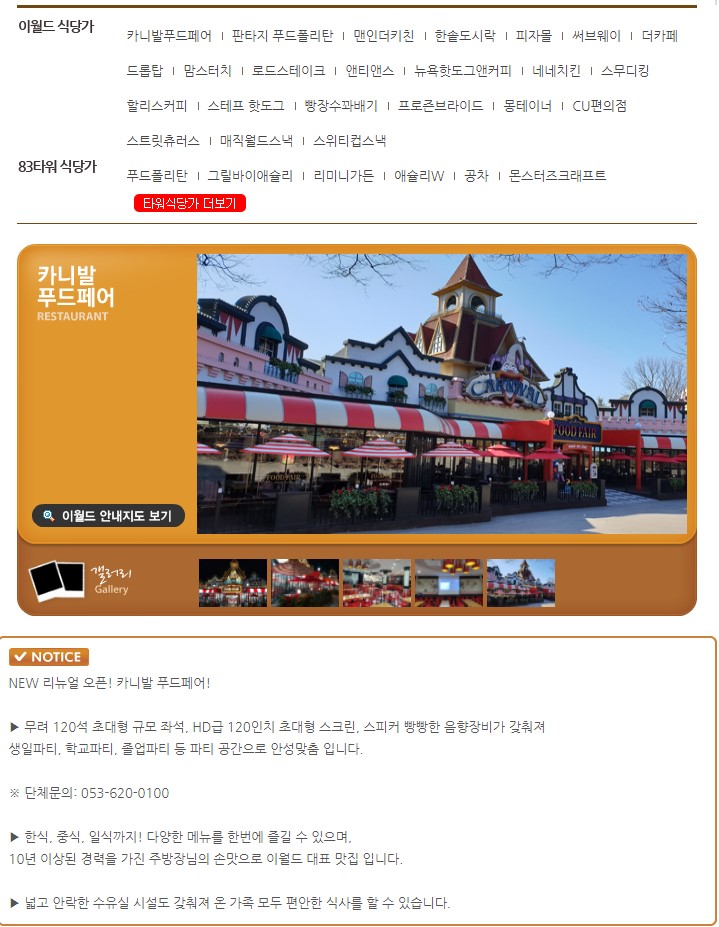 이월드 식당가
카니발푸드페어 | 판타지 푸드폴리탄 | 맨인더키친 | 한솥도시락 | 피자몰 | 써브웨이 | 더카페
드롭탑 | 맘스터치 | 로드스테이크 | 앤티앤스 | 뉴욕핫도그앤커피 | 네네치킨 | 스무디킹
할리스커피 | 스테프 핫도그 | 빵장수꽈배기 | 프로즌브라이드 | 몽테이너 | CU편의점
스트릿츄러스 | 매직월드스낵 | 스위티컵스낵
83타워 식당가
푸드폴리탄 | 그릴바이애슐리 | 리미니가든 | 애슐리W | 공차 | 몬스터즈크래프트
타워식당가 더보기
카니발
푸드페어
RESTAURANT
CARNIVAL
FOOD FAIR
이월드 안내지도 보기
갤러리
Gallery
NOTICE
NEW 리뉴얼 오픈! 카니발 푸드페어!
▶ 무려 120석 초대형 규모 좌석, HD급 120인치 초대형 스크린, 스피커 빵빵한 음향장비가 갖춰져
생일파티, 학교파티, 졸업파티 등 파티 공간으로 안성맞춤 입니다.
※ 단체문의: 053-620-0100
▶ 한식, 중식, 일식까지! 다양한 메뉴를 한번에 즐길 수 있으며,
10년 이상된 경력을 가진 주방장님의 손맛으로 이월드 대표 맛집 입니다.
▶ 넓고 안락한 수유실 시설도 갖춰져 온 가족 모두 편안한 식사를 할 수 있습니다.